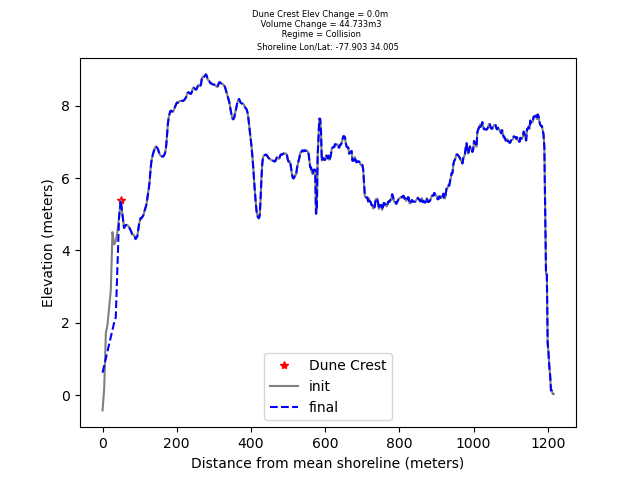 Dune Crest Elev Change = 0.0m
Volume Change = 44.733m3
Regime = Collision
Shoreline Lon/Lat: -77.903 34.005
Elevation (meters)
8
6
4
2
0
Dune Crest
init
final
0 200 400 600 800 1000 1200
Distance from mean shoreline (meters)